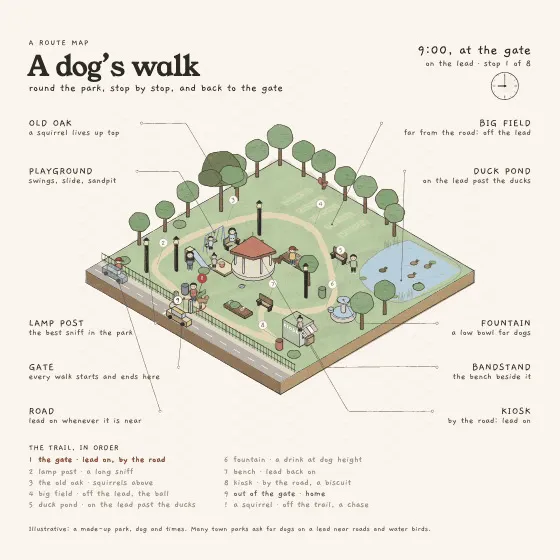 A ROUTE MAP
A dog's walk
round the park, stop by stop, and back to the gate
9:00, at the gate
on the lead · stop 1 of 8
OLD OAK
a squirrel lives up top
PLAYGROUND
swings, slide, sandpit
BIG FIELD
far from the road: off the lead
DUCK POND
on the lead past the ducks
3
4
2
5
1
7
6
9
8
LAMP POST
the best sniff in the park
GATE
every walk starts and ends here
ROAD
lead on whenever it is near
FOUNTAIN
a low bowl for dogs
BANDSTAND
the bench beside it
KIOSK
by the road: lead on
THE TRAIL, IN ORDER
1 the gate · lead on, by the road
2 lamp post · a long sniff
3 the old oak · squirrels above
4 big field · off the lead, the ball
5 duck pond · on the lead past the ducks
6 fountain · a drink at dog height
7 bench · lead back on
8 kiosk · by the road, a biscuit
9 out of the gate · home
! a squirrel · off the trail, a chase
Illustrative: a made-up park, dog and times. Many town parks ask for dogs on a lead near roads and water birds.